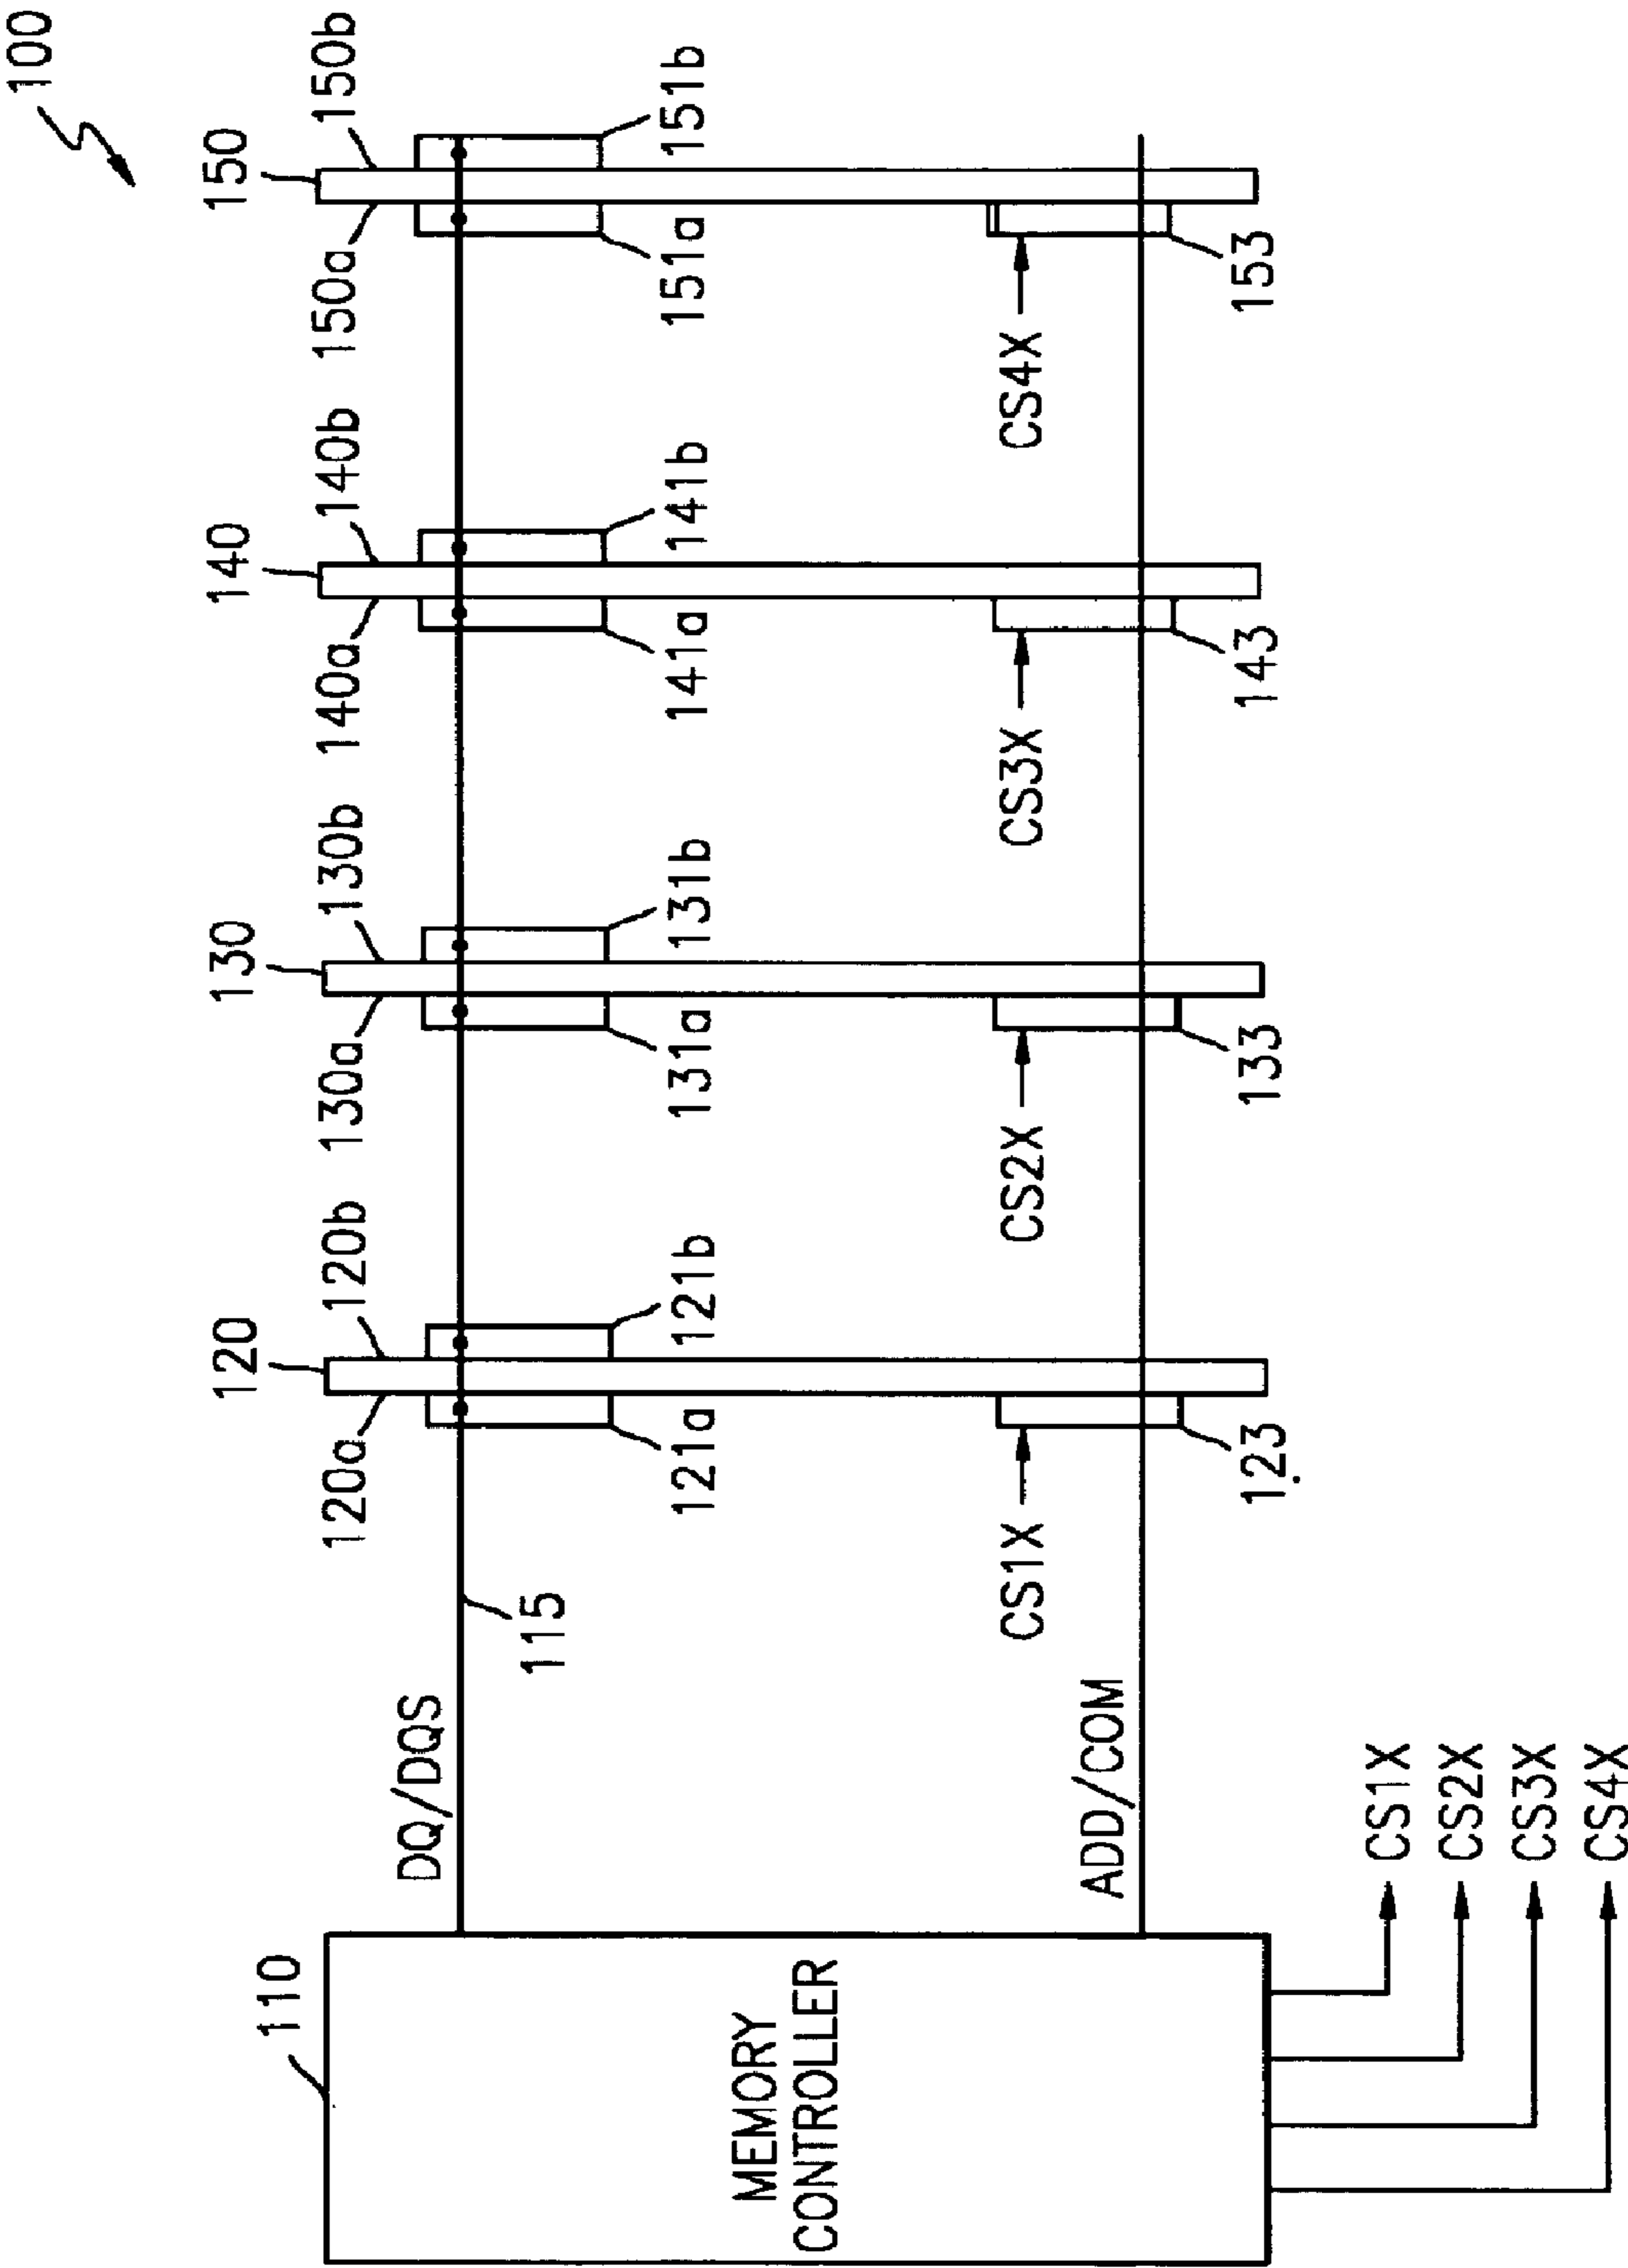 100
110
MEMORY
CONTROLLER
DQ/DQS
115
ADD/COM
120
120a
120b
121a
121b
CS1X
123
130
130a
130b
131a
131b
CS2X
133
140
140a
140b
141a
141b
CS3X
143
150
150a
150b
151a
151b
CS4X
153
CS1X
CS2X
CS3X
CS4X